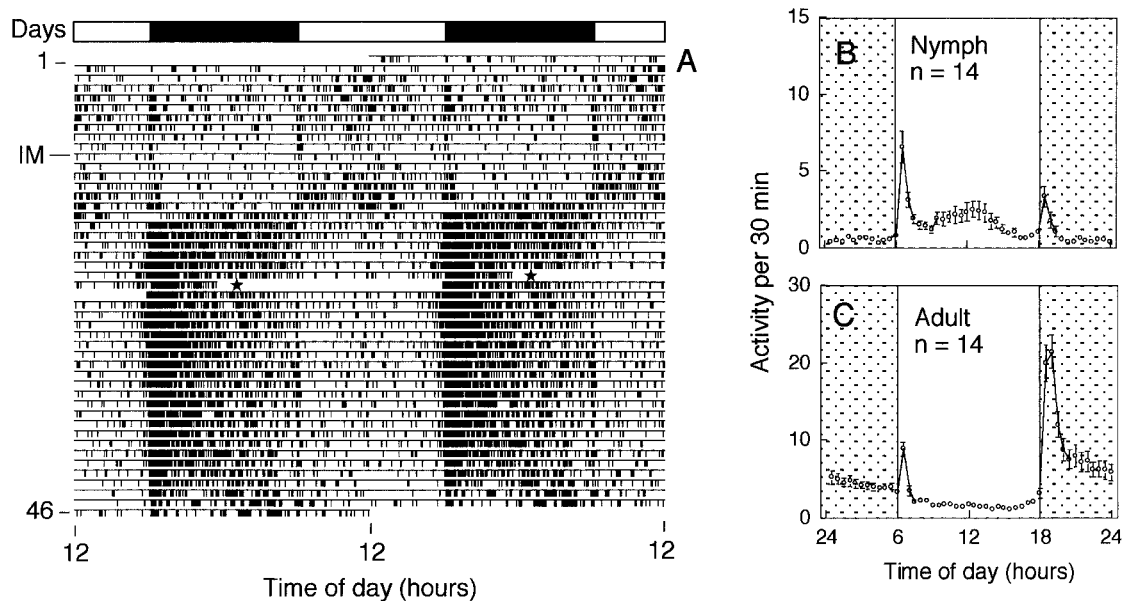 Days
1
A
IM
46
12
12
12
Time of day (hours)
Activity per 30 min
B
Nymph
n = 14
15
10
5
0
C
Adult
n = 14
30
20
10
0
24
6
12
18
24
Time of day (hours)